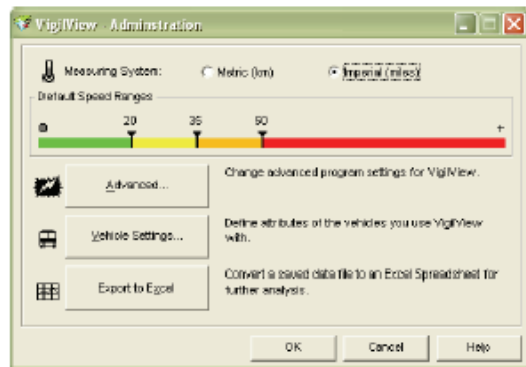 VigilView - Adminstration
Measuring System:
Metric (km)
Imperial (miles)
Default Speed Ranges
0
20
35
50
+
Advanced...
Change advanced program settings for VigilView.
Vehicle Settings...
Define attributes of the vehicles you use VigilView
with.
Export to Excel
Convert a saved data file to an Excel Spreadsheet for
further analysis.
OK
Cancel
Help